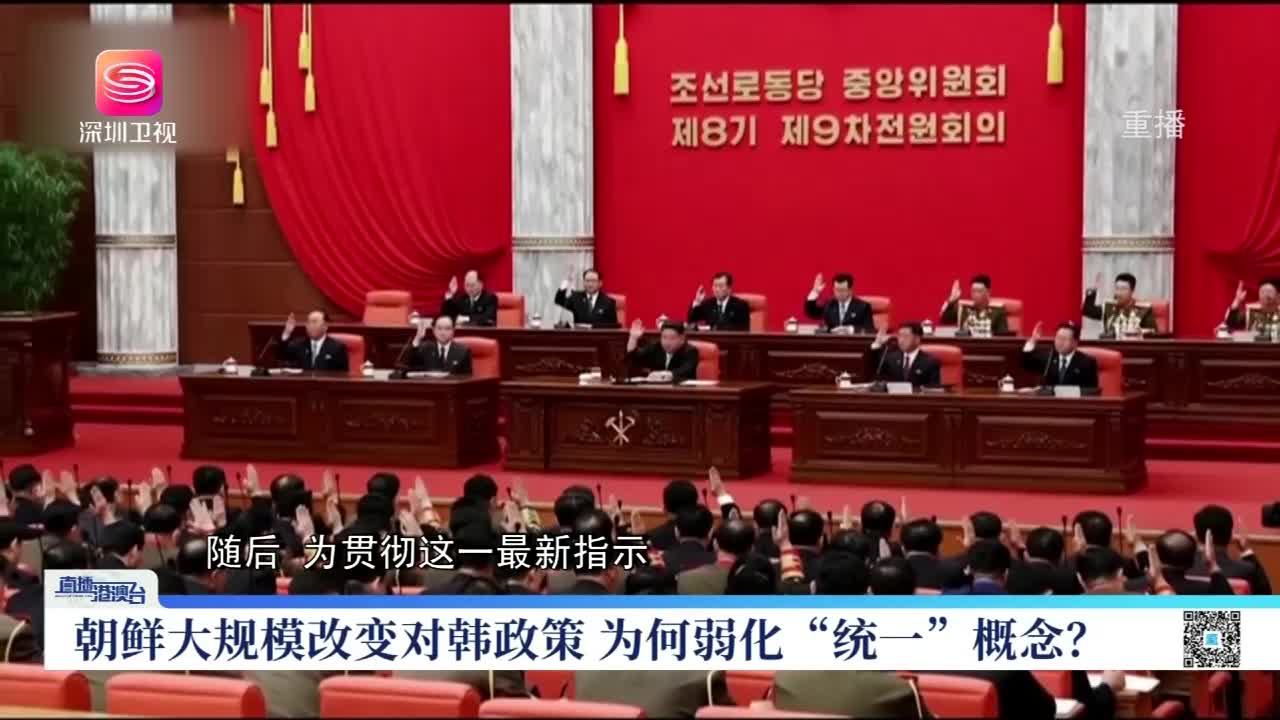 深圳卫视
조선로동당 중앙위원회
제8기 제9차전원회의
重播
随后 为贯彻这一最新指示
直播港澳台
朝鲜大规模改变对韩政策 为何弱化“统一”概念？